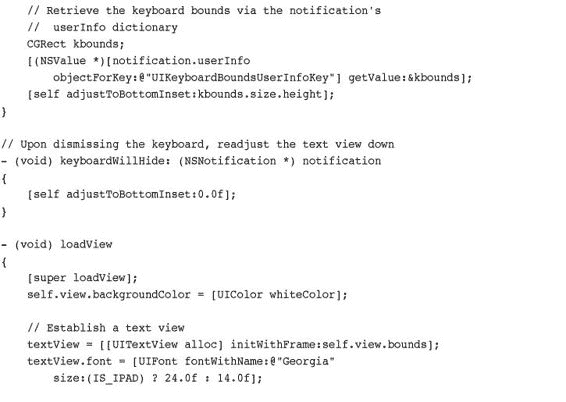 // Retrieve the keyboard bounds via the notification's
    //  userInfo dictionary
    CGRect kbounds;
    [(NSValue *)[notification.userInfo
        objectForKey:@"UIKeyboardBoundsUserInfoKey"] getValue:&kbounds];
    [self adjustToBottomInset:kbounds.size.height];
}

// Upon dismissing the keyboard, readjust the text view down
- (void) keyboardWillHide: (NSNotification *) notification
{
    [self adjustToBottomInset:0.0f];
}

- (void) loadView
{
    [super loadView];
    self.view.backgroundColor = [UIColor whiteColor];

    // Establish a text view
    textView = [[UITextView alloc] initWithFrame:self.view.bounds];
    textView.font = [UIFont fontWithName:@"Georgia"
        size:(IS_IPAD) ? 24.0f : 14.0f];